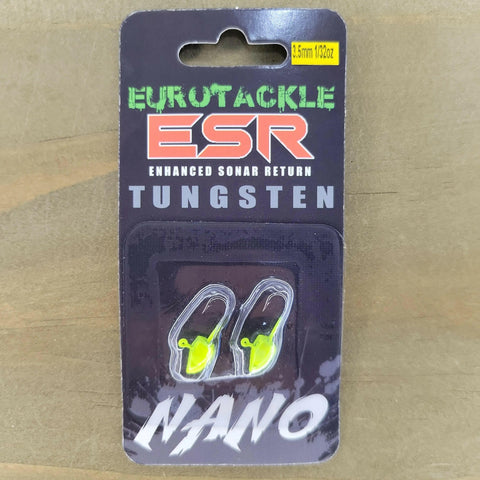 3.5mm 1/32oz
EUROTACKLE
ESR
ENHANCED SONAR RETURN
TUNGSTEN
NANO